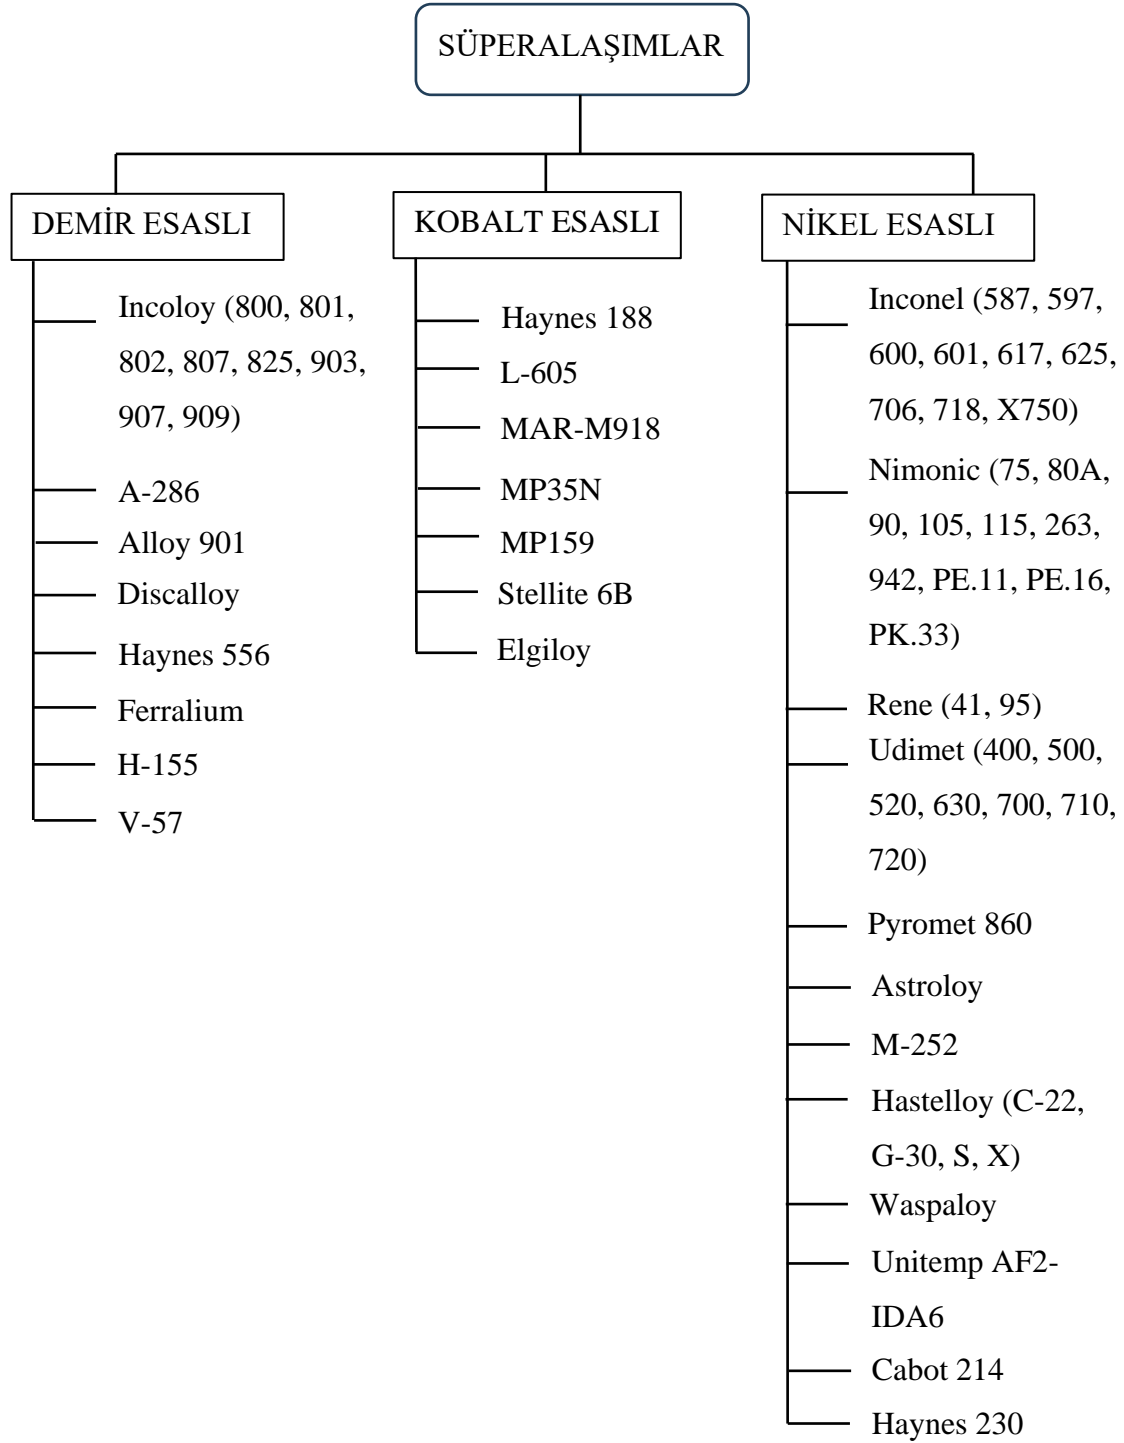 SÜPERALAŞIMLAR
DEMİR ESASLI
Incoloy (800, 801,
802, 807, 825, 903,
907, 909)
A-286
Alloy 901
Discalloy
Haynes 556
Ferralium
H-155
V-57
KOBALT ESASLI
Haynes 188
L-605
MAR-M918
MP35N
MP159
Stellite 6B
Elgiloy
NİKEL ESASLI
Inconel (587, 597,
600, 601, 617, 625,
706, 718, X750)
Nimonic (75, 80A,
90, 105, 115, 263,
942, PE.11, PE.16,
PK.33)
Rene (41, 95)
Udimet (400, 500,
520, 630, 700, 710,
720)
Pyromet 860
Astroloy
M-252
Hastelloy (C-22,
G-30, S, X)
Waspaloy
Unitemp AF2-
IDA6
Cabot 214
Haynes 230